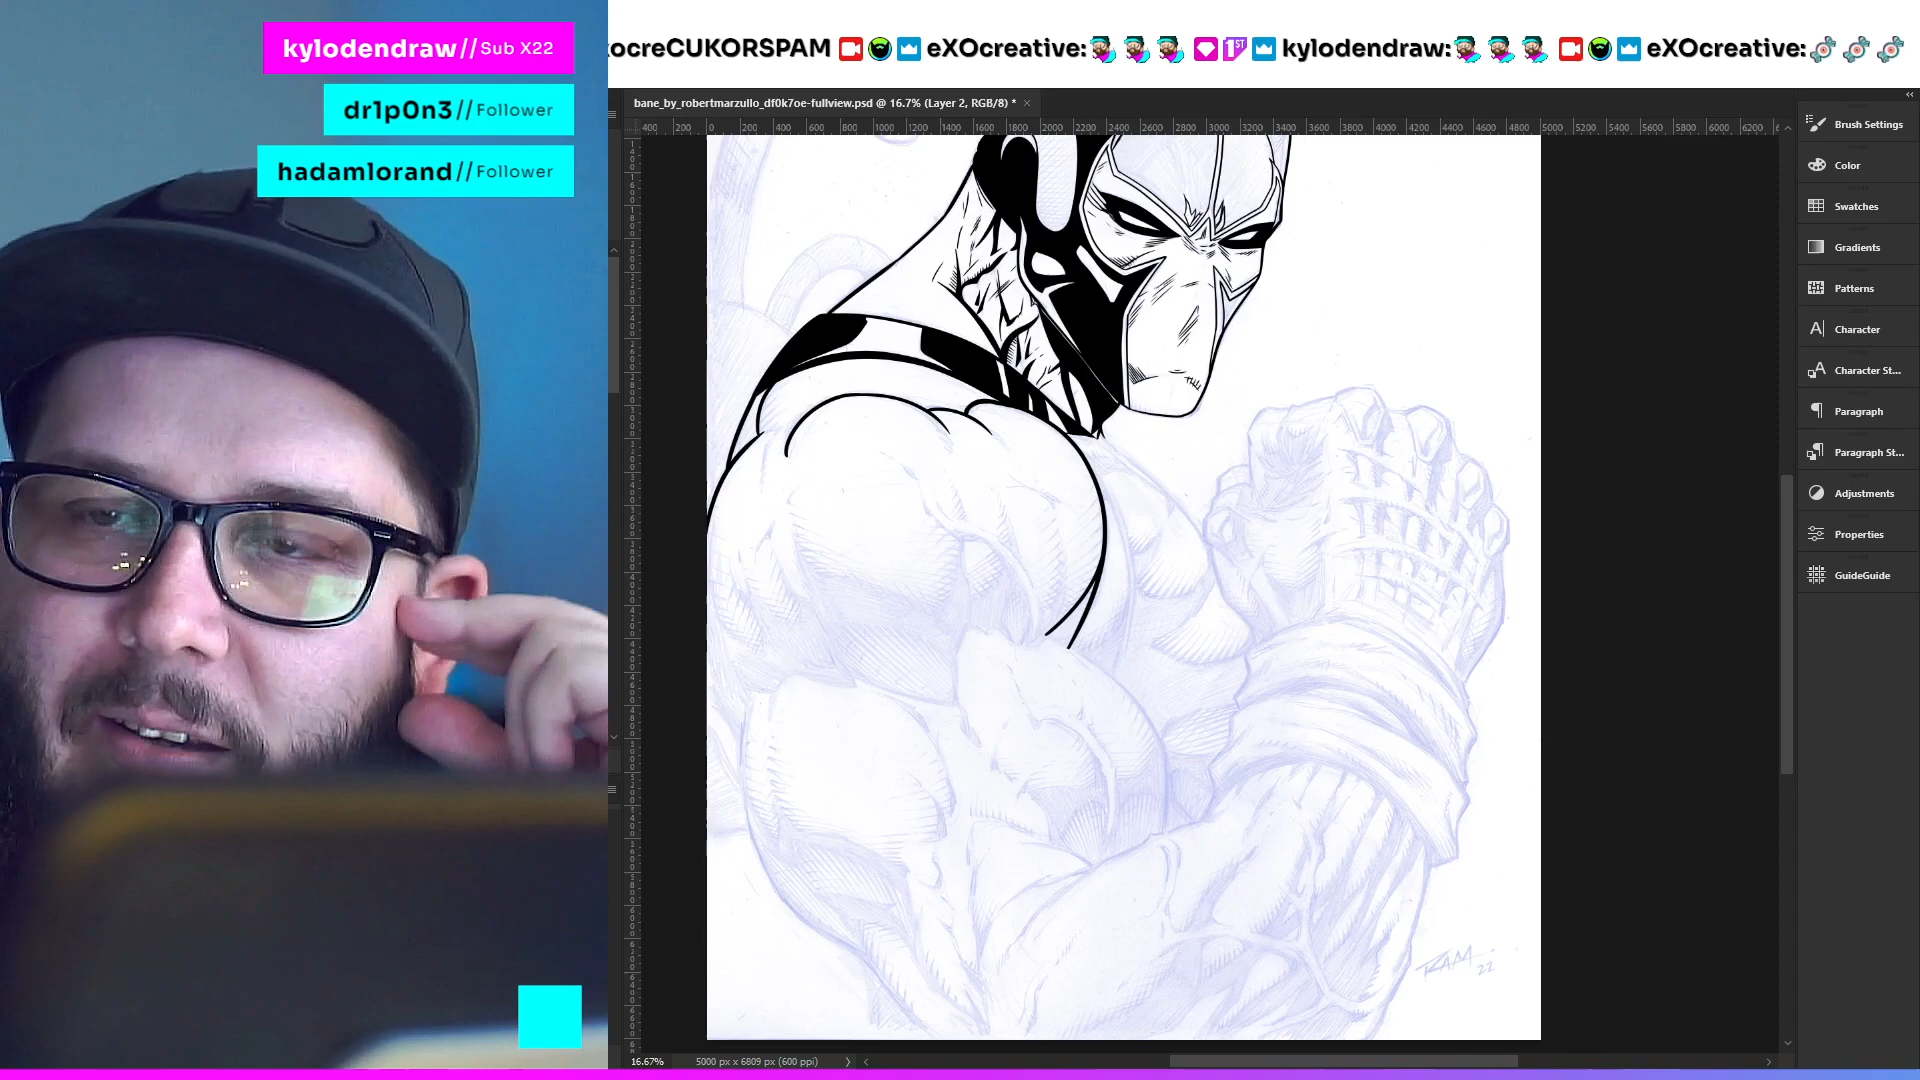 kylodendraw//Sub X22
dr1p0n3//Follower
hadamlorand//Follower
ocreCUKORSPAM eXOcreative: 1ST kylodendraw: eXOcreative:
bane_by_robertmarzullo_df0k7oe-fullview.psd @ 16.7% (Layer 2, RGB/8) * ×
400 200 0 200 400 600 800 1000 1200 1400 1600 1800 2000 2200 2400 2600 2800 3000 3200 3400 3600 3800 4000 4200 4400 4600 4800 5000 5200 5400 5600 5800 6000 6200
Brush Settings
Color
Swatches
Gradients
Patterns
Character
Character St...
Paragraph
Paragraph St...
Adjustments
Properties
GuideGuide
RAM
22
16.67% 5000 px x 6809 px (600 ppi)